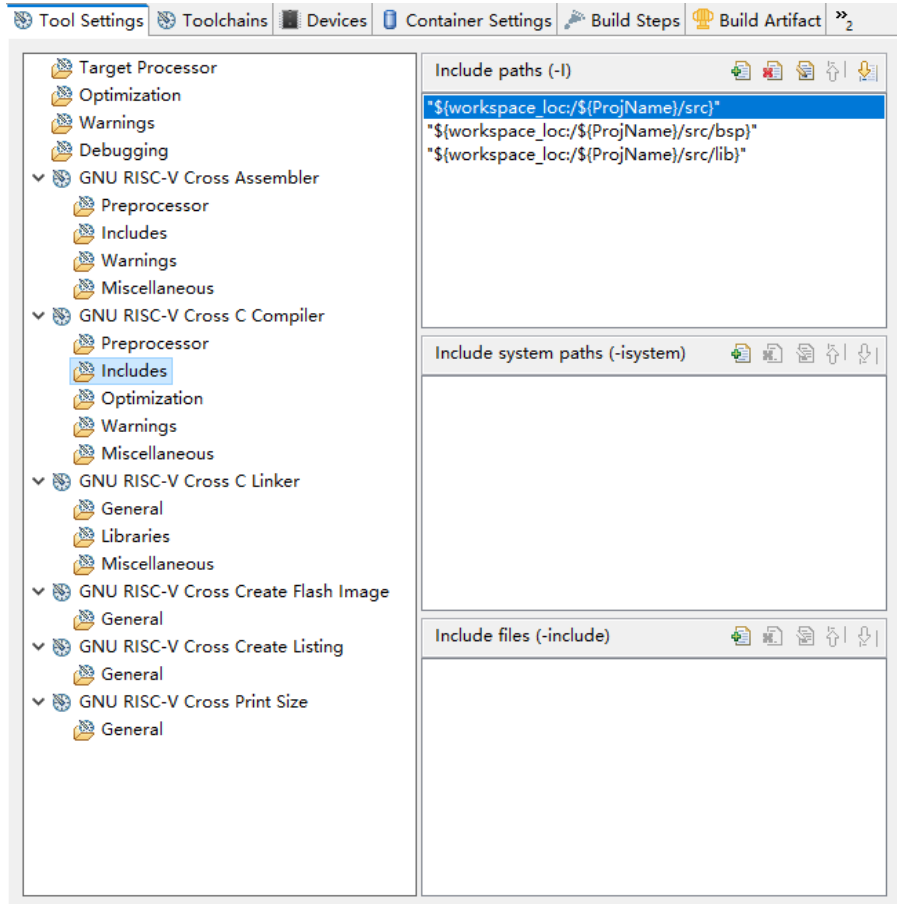 Tool Settings Toolchains Devices Container Settings Build Steps Build Artifact »2
Target Processor
Optimization
Warnings
Debugging
GNU RISC-V Cross Assembler
Preprocessor
Includes
Warnings
Miscellaneous
GNU RISC-V Cross C Compiler
Preprocessor
Includes
Optimization
Warnings
Miscellaneous
GNU RISC-V Cross C Linker
General
Libraries
Miscellaneous
GNU RISC-V Cross Create Flash Image
General
GNU RISC-V Cross Create Listing
General
GNU RISC-V Cross Print Size
General
Include paths (-I)
"${workspace_loc:/${ProjName}/src}"
"${workspace_loc:/${ProjName}/src/bsp}"
"${workspace_loc:/${ProjName}/src/lib}"
Include system paths (-isystem)
Include files (-include)